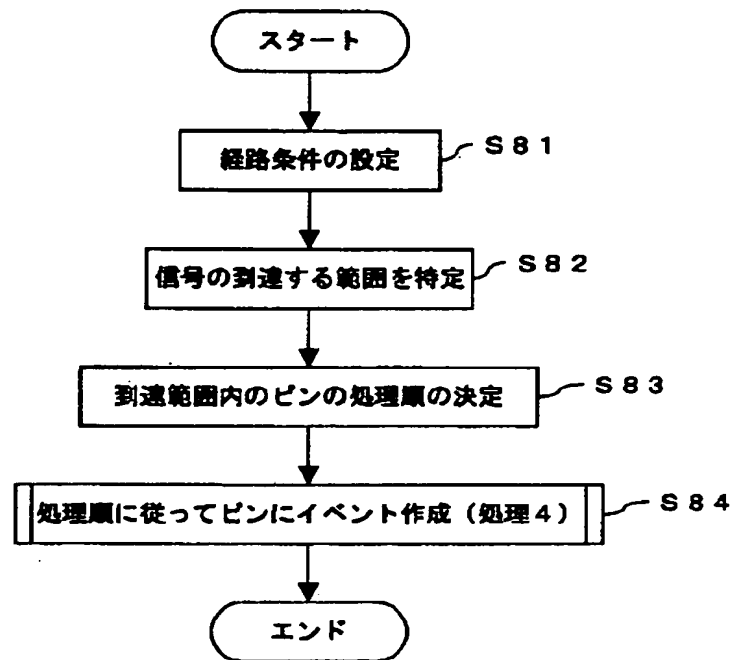 スタート
経路条件の設定
S81
信号の到達する範囲を特定
S82
到達範囲内のピンの処理順の決定
S83
処理順に従ってピンにイベント作成（処理4）
S84
エンド